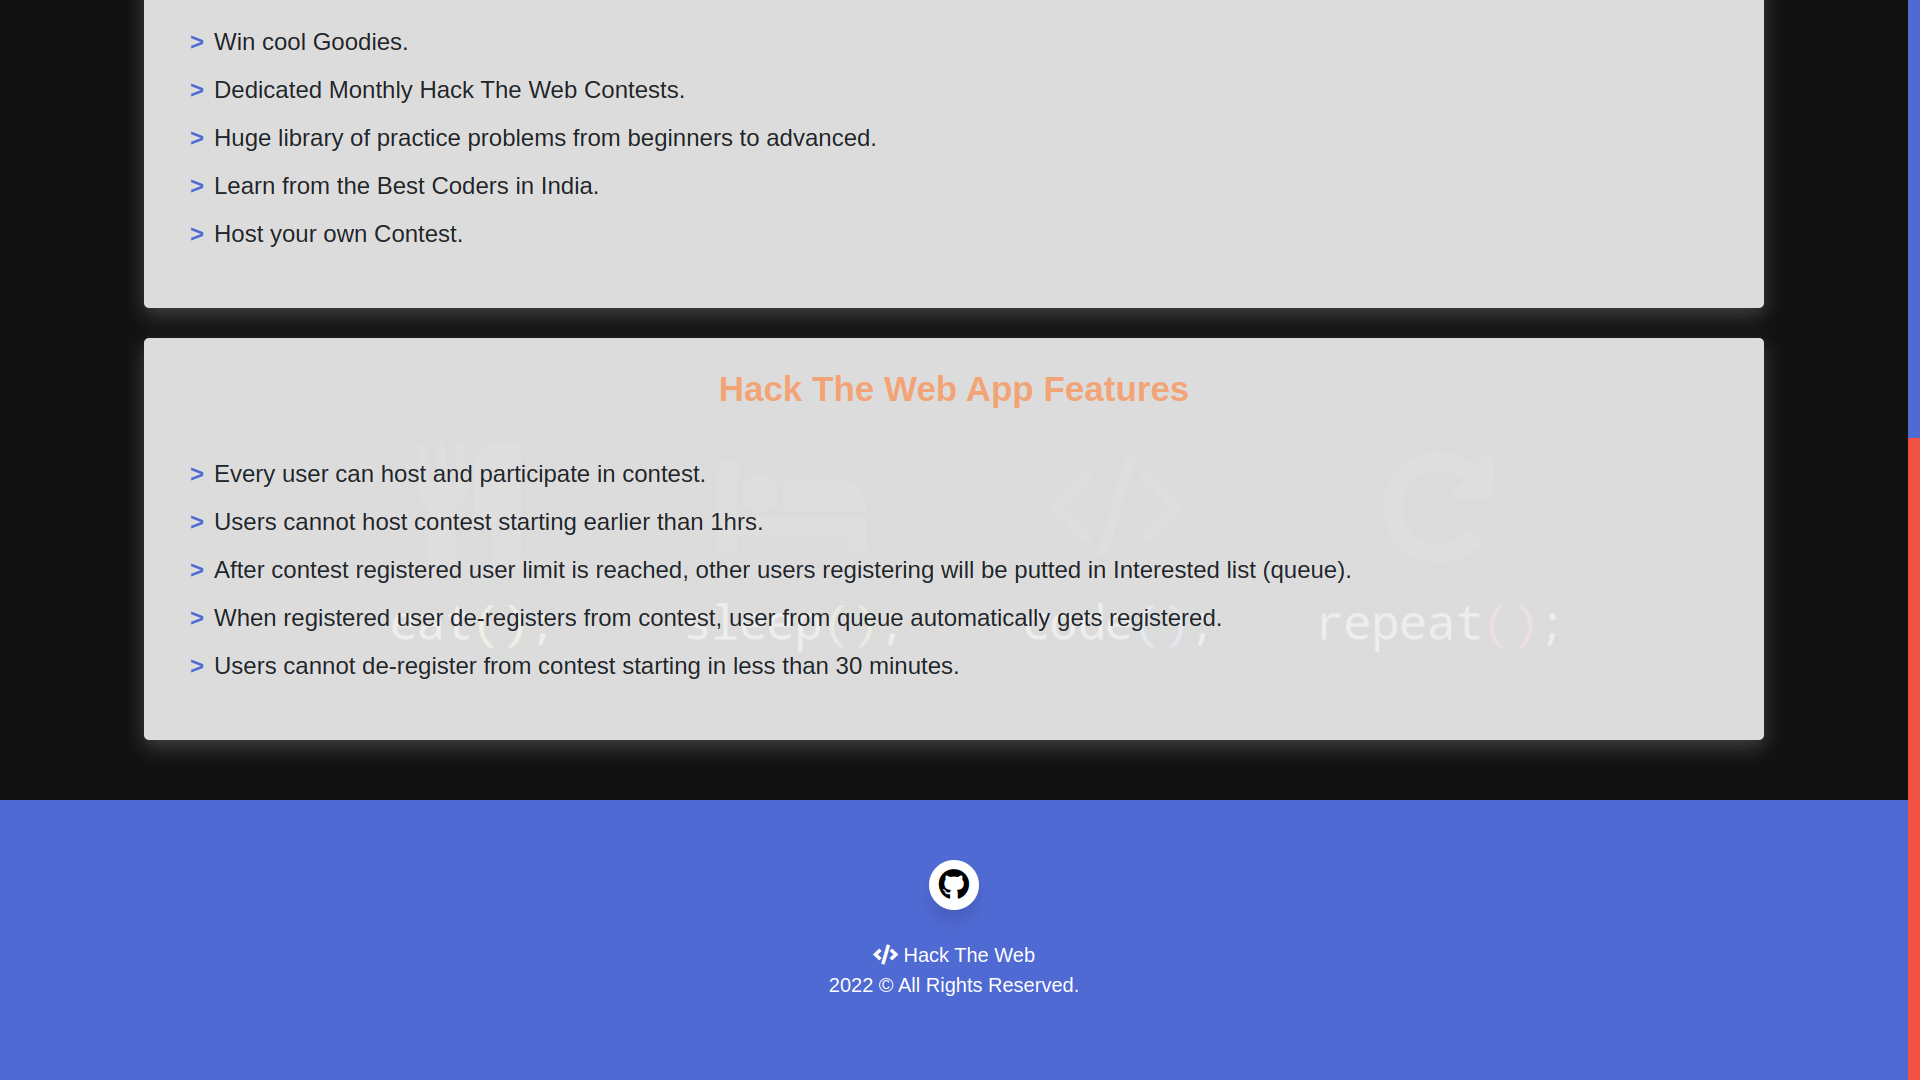 > Win cool Goodies.
> Dedicated Monthly Hack The Web Contests.
> Huge library of practice problems from beginners to advanced.
> Learn from the Best Coders in India.
> Host your own Contest.
Hack The Web App Features
> Every user can host and participate in contest.
> Users cannot host contest starting earlier than 1hrs.
> After contest registered user limit is reached, other users registering will be putted in Interested list (queue).
> When registered user de-registers from contest, user from queue automatically gets registered.
eat(); sleep(); code(); repeat();
> Users cannot de-register from contest starting in less than 30 minutes.
</> Hack The Web
2022 © All Rights Reserved.